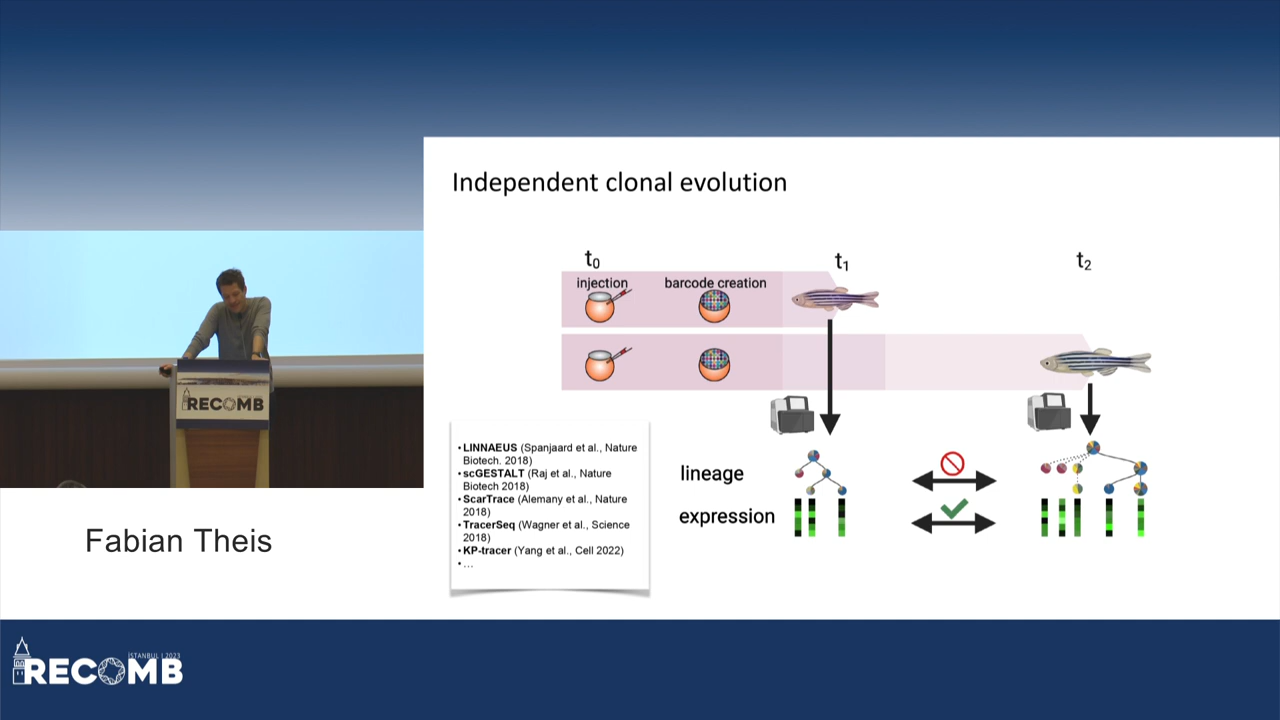 Independent clonal evolution
t0
t1
t2
injection
barcode creation
• LINNAEUS (Spanjaard et al., Nature
Biotech. 2018)
• scGESTALT (Raj et al., Nature
Biotech 2018)
• ScarTrace (Alemany et al., Nature
2018)
• TracerSeq (Wagner et al., Science
2018)
• KP-tracer (Yang et al., Cell 2022)
• …
lineage
expression
RECOMB
Fabian Theis
İSTANBUL | 2023
RECOMB